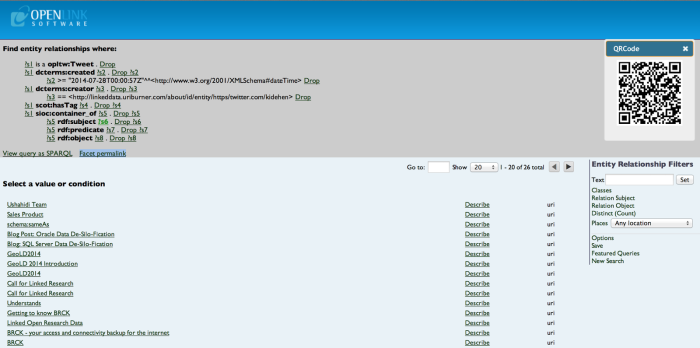 OPENLINK
SOFTWARE
Find entity relationships where:
?s1 is a opltw:Tweet . Drop
?s1 dcterms:created ?s2 . Drop ?s2
?s2 >= "2014-07-28T00:00:57Z"^^<http://www.w3.org/2001/XMLSchema#dateTime> Drop
?s1 dcterms:creator ?s3 . Drop ?s3
?s3 == <http://linkeddata.uriburner.com/about/id/entity/https/twitter.com/kidehen> Drop
?s1 scot:hasTag ?s4 . Drop ?s4
?s1 sioc:container_of ?s5 . Drop ?s5
?s5 rdf:subject ?s6 . Drop ?s6
?s5 rdf:predicate ?s7 . Drop ?s7
?s5 rdf:object ?s8 . Drop ?s8
View query as SPARQL Facet permalink
QRCode
Go to: Show 20 1 - 20 of 26 total
Select a value or condition
Ushahidi Team Describe uri
Sales Product Describe uri
schema:sameAs Describe uri
Blog Post: Oracle Data De-Silo-Fication Describe uri
Blog: SQL Server Data De-Silo-Fication Describe uri
GeoLD2014 Describe uri
GeoLD 2014 Introduction Describe uri
GeoLD2014 Describe uri
Call for Linked Research Describe uri
Call for Linked Research Describe uri
Understands Describe uri
Getting to know BRCK Describe uri
Linked Open Research Data Describe uri
BRCK - your access and connectivity backup for the internet Describe uri
BRCK Describe uri
Entity Relationship Filters
Text Set
Classes
Relation Subject
Relation Object
Distinct (Count)
Places Any location
Options
Save
Featured Queries
New Search